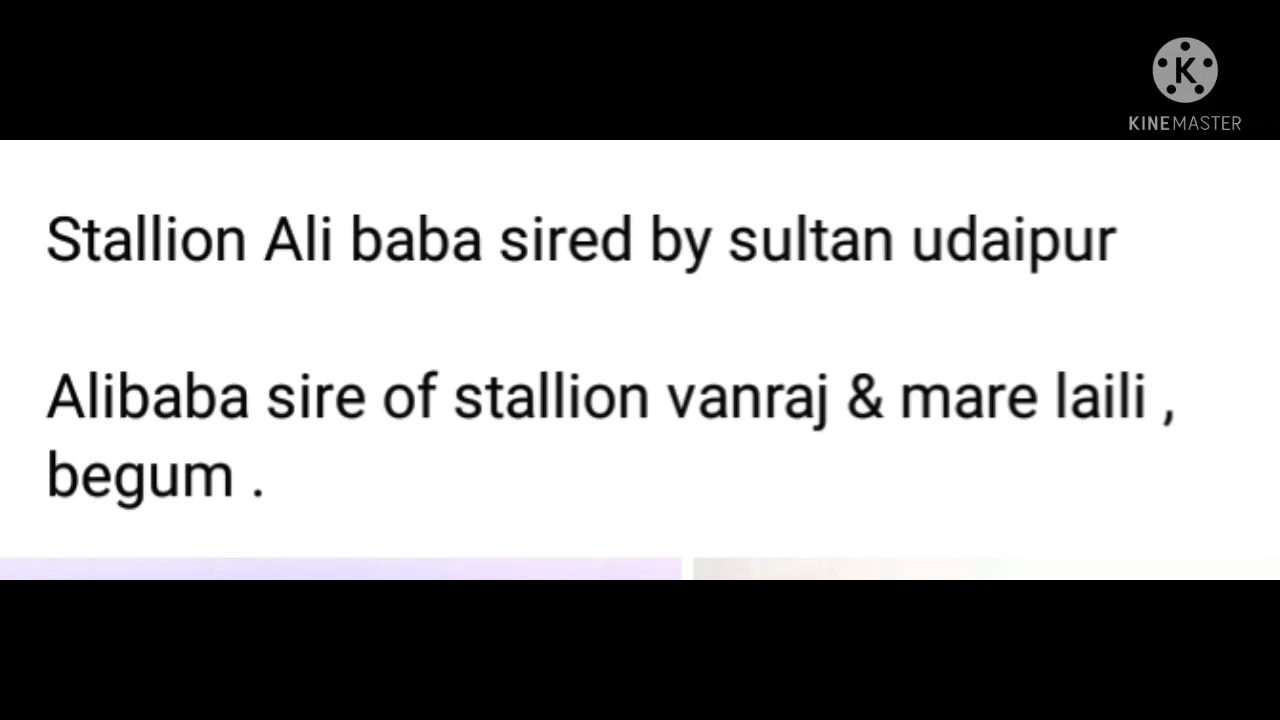 K
KINEMASTER
Stallion Ali baba sired by sultan udaipur
Alibaba sire of stallion vanraj & mare laili ,
begum .